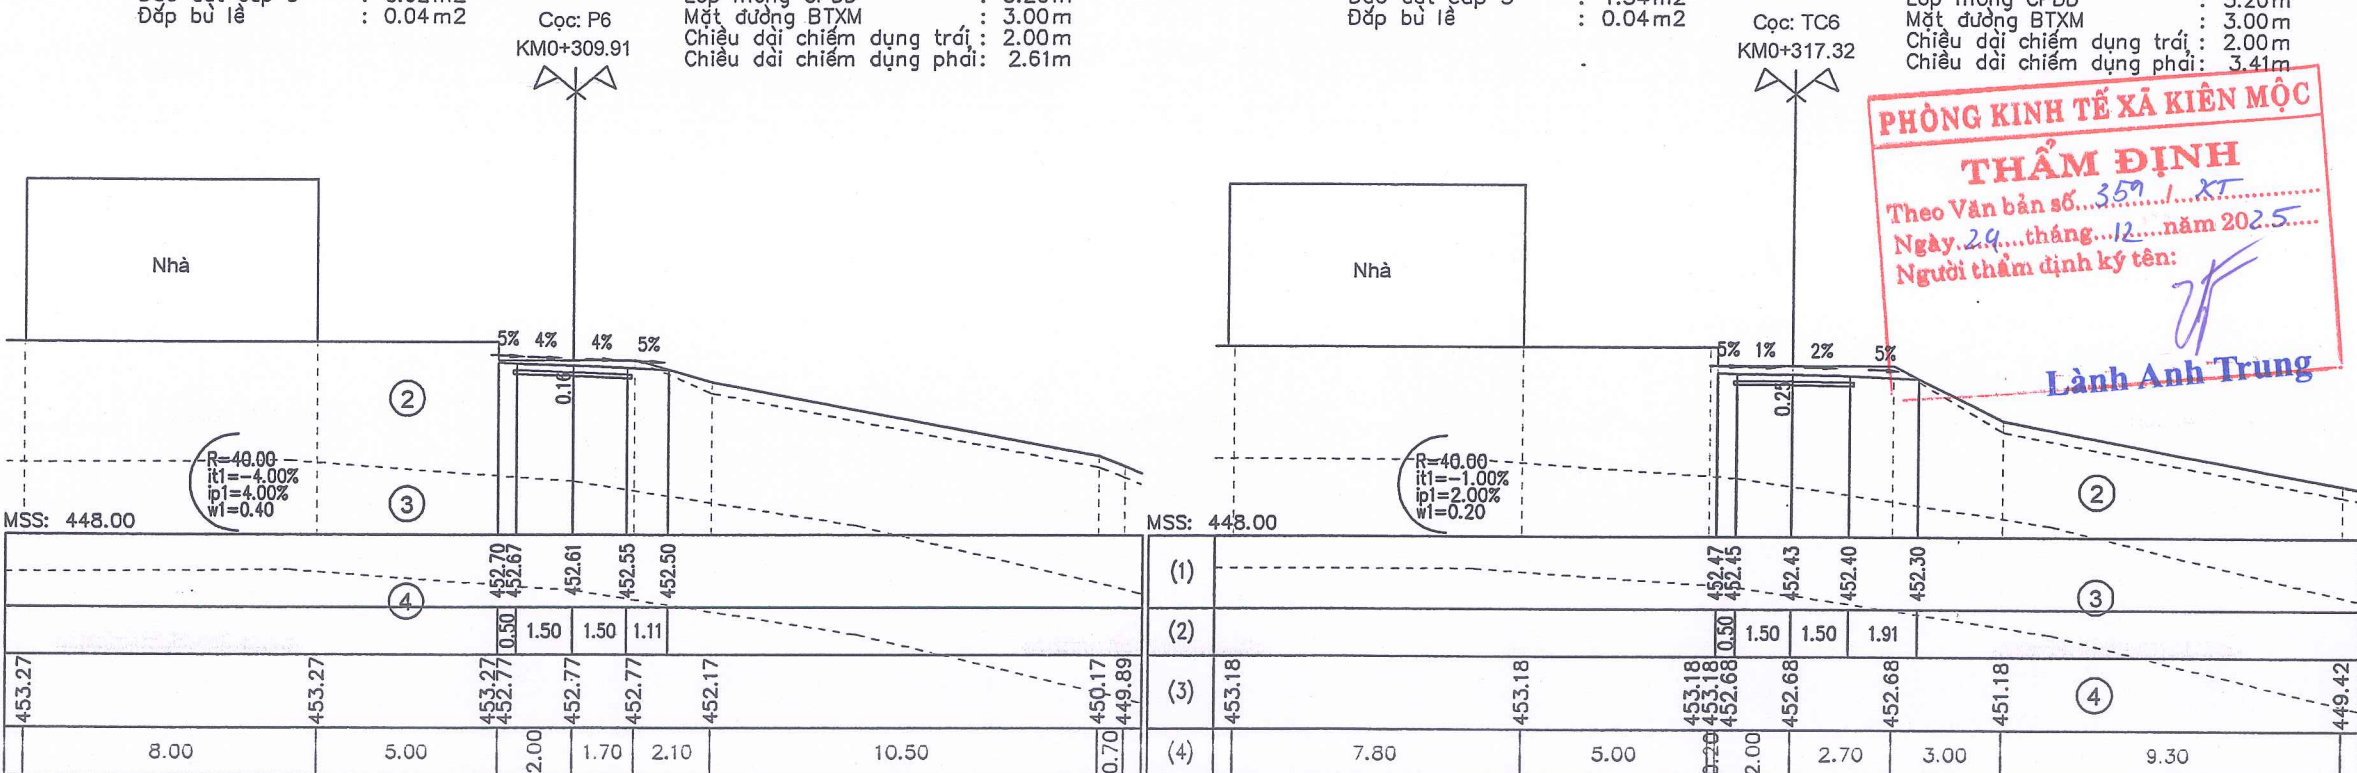 Đắp bù lề : 0.04m2
Cọc: P6
KM0+309.91
Mặt đường BTXM : 3.00m
Chiều dài chiếm dụng trái : 2.00m
Chiều dài chiếm dụng phải: 2.61m
Đắp bù lề : 0.04m2
Cọc: TC6
KM0+317.32
Mặt đường BTXM : 3.00m
Chiều dài chiếm dụng trái : 2.00m
Chiều dài chiếm dụng phải: 3.41m
PHÒNG KINH TẾ XÃ KIÊN MỘC
THẨM ĐỊNH
Theo Văn bản số...359.../...KT...
Ngày...29...tháng...12...năm 2025
Người thẩm định ký tên:
Lành Anh Trung
Nhà
5% 4% 4% 5%
0.16
2
R=40.00
it1=-4.00%
ip1=4.00%
w1=0.40
3
MSS: 448.00
452.70 452.67 452.61 452.55 452.50
4
0.50 1.50 1.50 1.11
453.27 453.27 453.27 452.77 452.77 452.77 452.17 450.17 449.89
8.00 5.00 2.00 1.70 2.10 10.50 0.70
Nhà
5% 1% 2% 5%
0.25
R=40.00
it1=-1.00%
ip1=2.00%
w1=0.20
2
MSS: 448.00
(1) 452.47 452.45 452.43 452.40 452.30
3
(2) 0.50 1.50 1.50 1.91
(3) 453.18 453.18 453.18 453.18 452.68 452.68 452.68 451.18 449.42
4
(4) 7.80 5.00 0.20 2.00 2.70 3.00 9.30